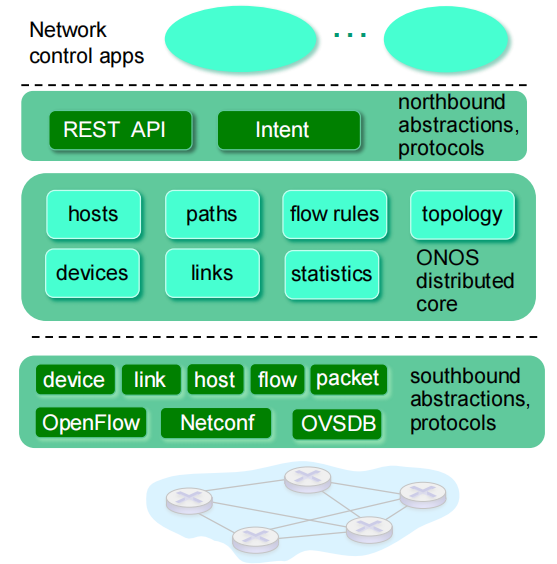 Network
control apps
...
REST API
Intent
northbound
abstractions,
protocols
hosts
paths
flow rules
topology
devices
links
statistics
ONOS
distributed
core
device
link
host
flow
packet
southbound
abstractions,
protocols
OpenFlow
Netconf
OVSDB